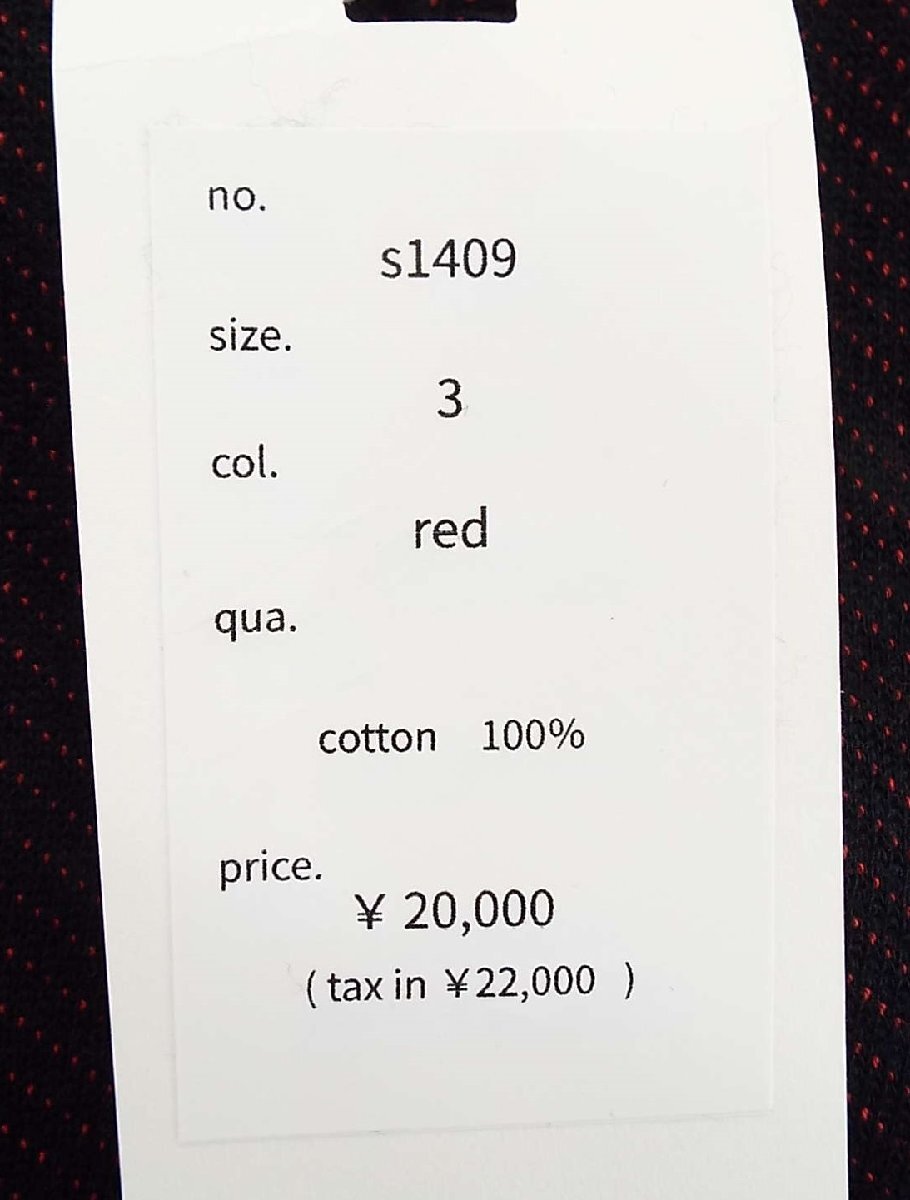 no.
s1409
size.
3
col.
red
qua.
cotton 100%
price.
¥ 20,000
( tax in ¥22,000 )